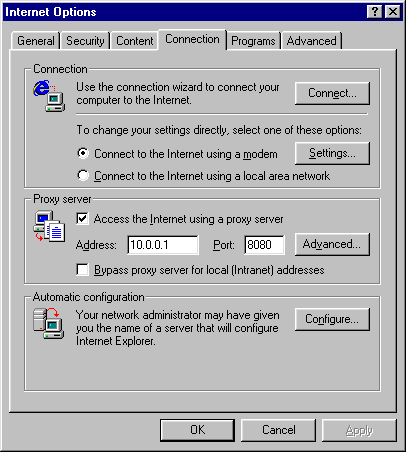 Internet Options
General Security Content Connection Programs Advanced
Connection
Use the connection wizard to connect your
computer to the Internet.
Connect...
To change your settings directly, select one of these options:
Connect to the Internet using a modem
Settings...
Connect to the Internet using a local area network
Proxy server
Access the Internet using a proxy server
Address: 10.0.0.1 Port: 8080 Advanced...
Bypass proxy server for local (Intranet) addresses
Automatic configuration
Your network administrator may have given
you the name of a server that will configure
Internet Explorer.
Configure...
OK Cancel Apply